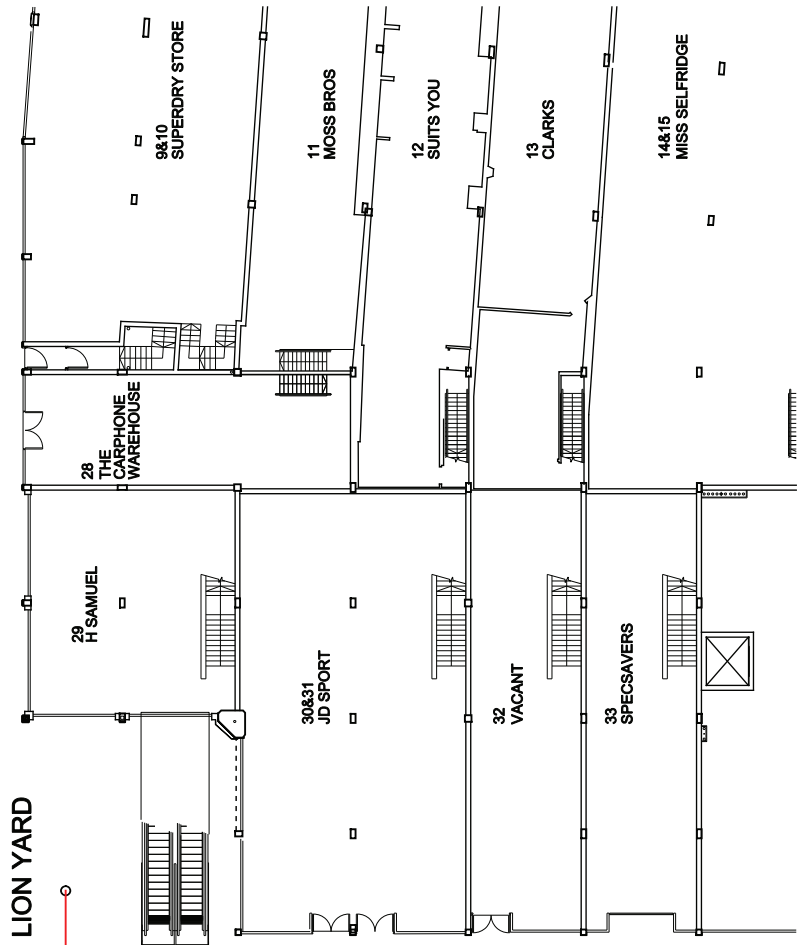 9&10
SUPERDRY STORE
11
MOSS BROS
12
SUITS YOU
13
CLARKS
14&15
MISS SELFRIDGE
28
THE
CARPHONE
WAREHOUSE
29
H SAMUEL
30&31
JD SPORT
32
VACANT
33
SPECSAVERS
LION YARD